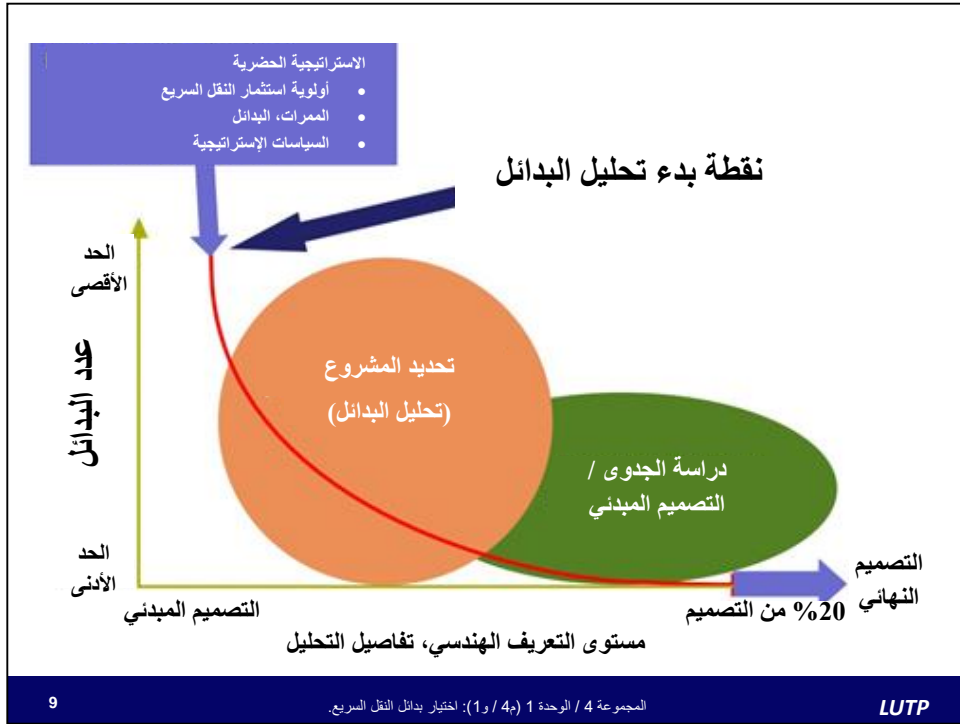 الاستراتيجية الحضرية
• أولوية استثمار النقل السريع
• الممرات، البدائل
• السياسات الإستراتيجية
نقطة بدء تحليل البدائل
الحد
الأقصى
عدد البدائل
تحديد المشروع
(تحليل البدائل)
دراسة الجدوى /
التصميم المبدئي
الحد
الأدنى
التصميم
النهائي
التصميم المبدئي
20% من التصميم
مستوى التعريف الهندسي، تفاصيل التحليل
9
المجموعة 4 / الوحدة 1 (م4 / و1): اختيار بدائل النقل السريع.
LUTP